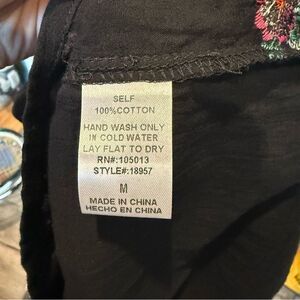 SELF
100%COTTON
HAND WASH ONLY
IN COLD WATER
LAY FLAT TO DRY
RN#:105013
STYLE#:18957
M
MADE IN CHINA
HECHO EN CHINA